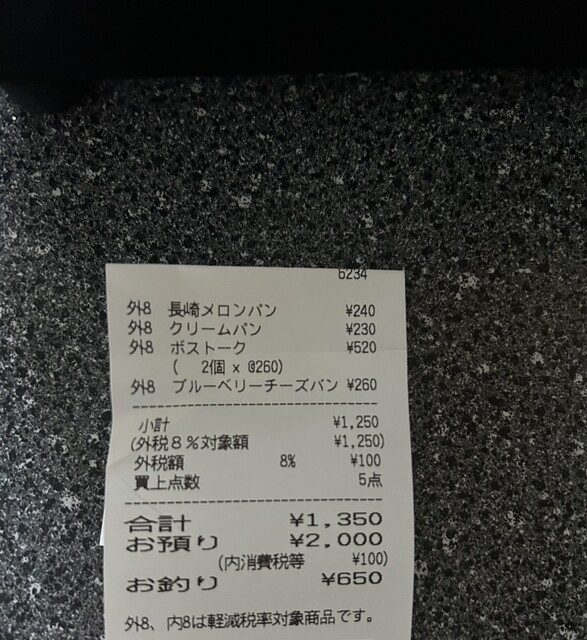 6234
外8 長崎メロンパン ¥240
外8 クリームパン ¥230
外8 ボストーク ¥520
( 2個 x @260)
外8 ブルーベリーチーズパン ¥260
小計 ¥1,250
(外税8%対象額 ¥1,250)
外税額 8% ¥100
買上点数 5点
合計 ¥1,350
お預り ¥2,000
(内消費税等 ¥100)
お釣り ¥650
外8、内8は軽減税率対象商品です。